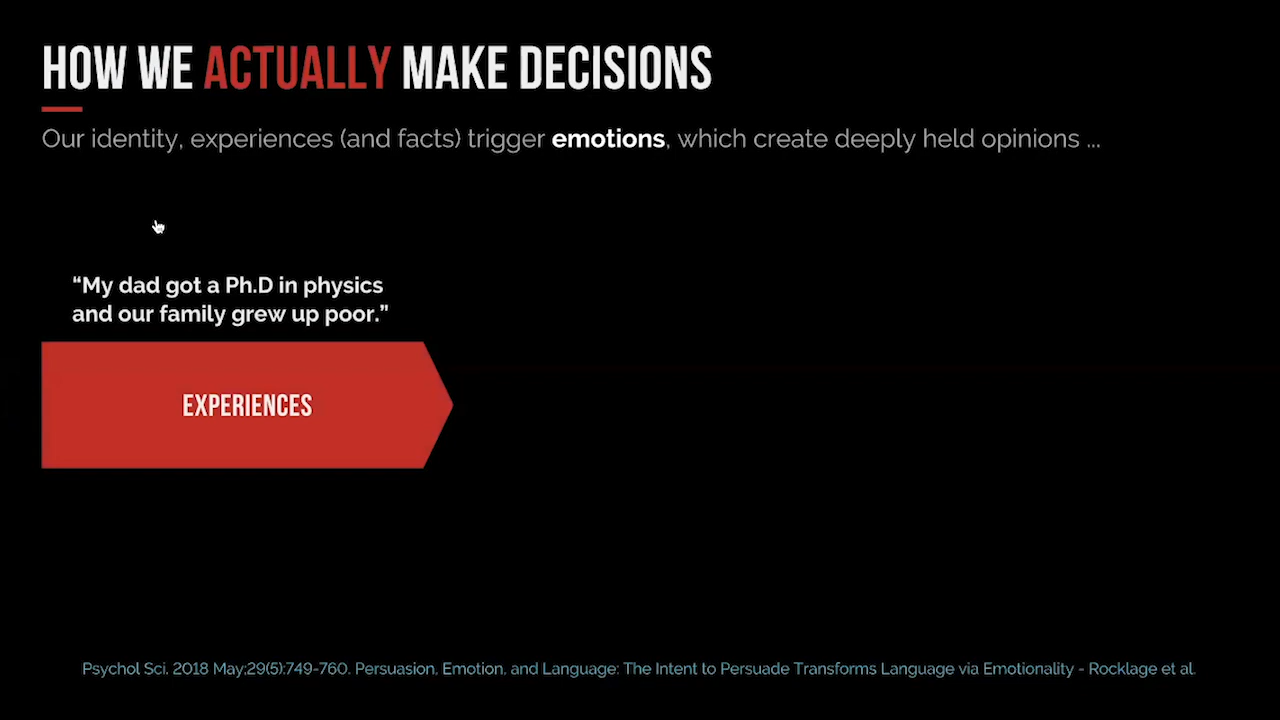 HOW WE ACTUALLY MAKE DECISIONS
Our identity, experiences (and facts) trigger emotions, which create deeply held opinions ...
“My dad got a Ph.D in physics
and our family grew up poor.”
EXPERIENCES
Psychol Sci. 2018 May;29(5):749-760. Persuasion, Emotion, and Language: The Intent to Persuade Transforms Language via Emotionality - Rocklage et al.